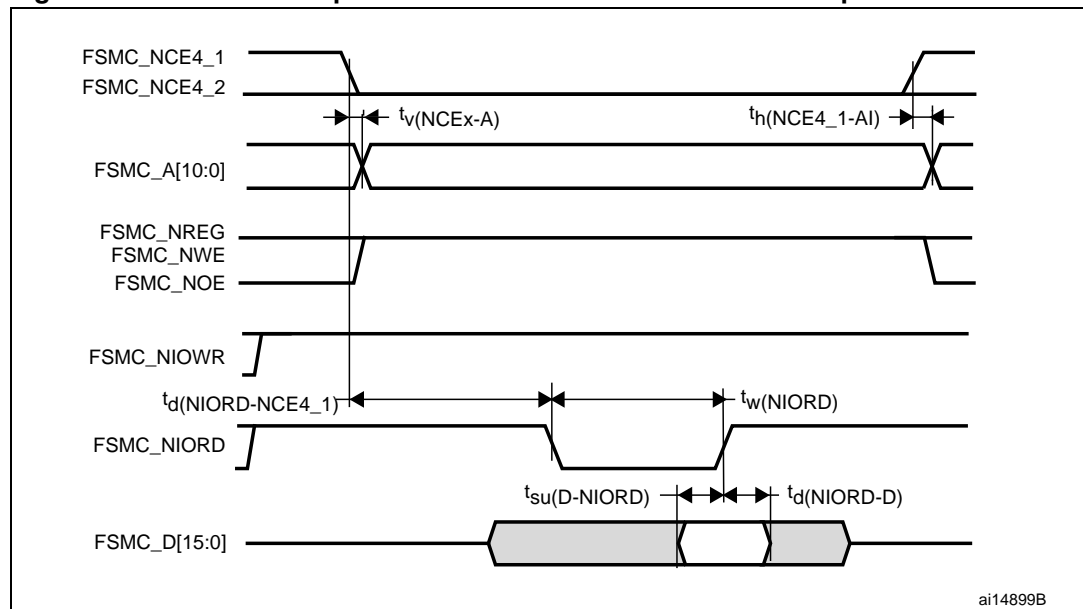 FSMC_NCE4_1
FSMC_NCE4_2
tv(NCEx-A)
th(NCE4_1-AI)
FSMC_A[10:0]
FSMC_NREG
FSMC_NWE
FSMC_NOE
FSMC_NIOWR
td(NIORD-NCE4_1)
tw(NIORD)
FSMC_NIORD
tsu(D-NIORD)
td(NIORD-D)
FSMC_D[15:0]
ai14899B